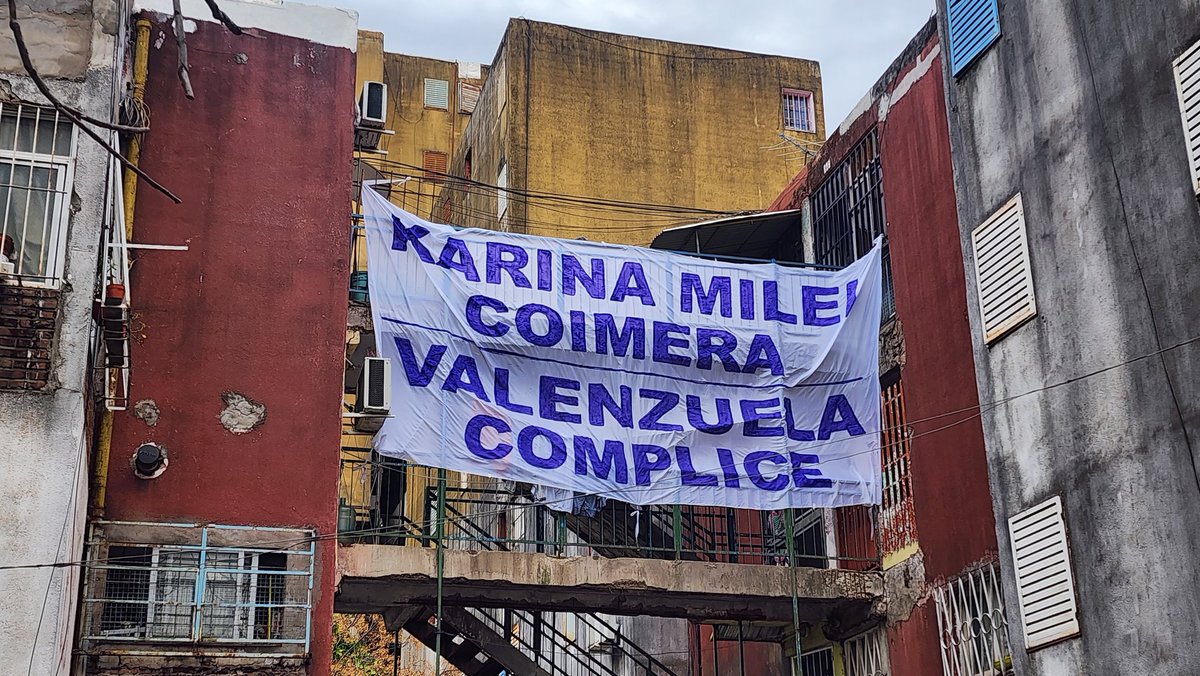 KARINA MILEI
COIMERA
VALENZUELA
COMPLICE